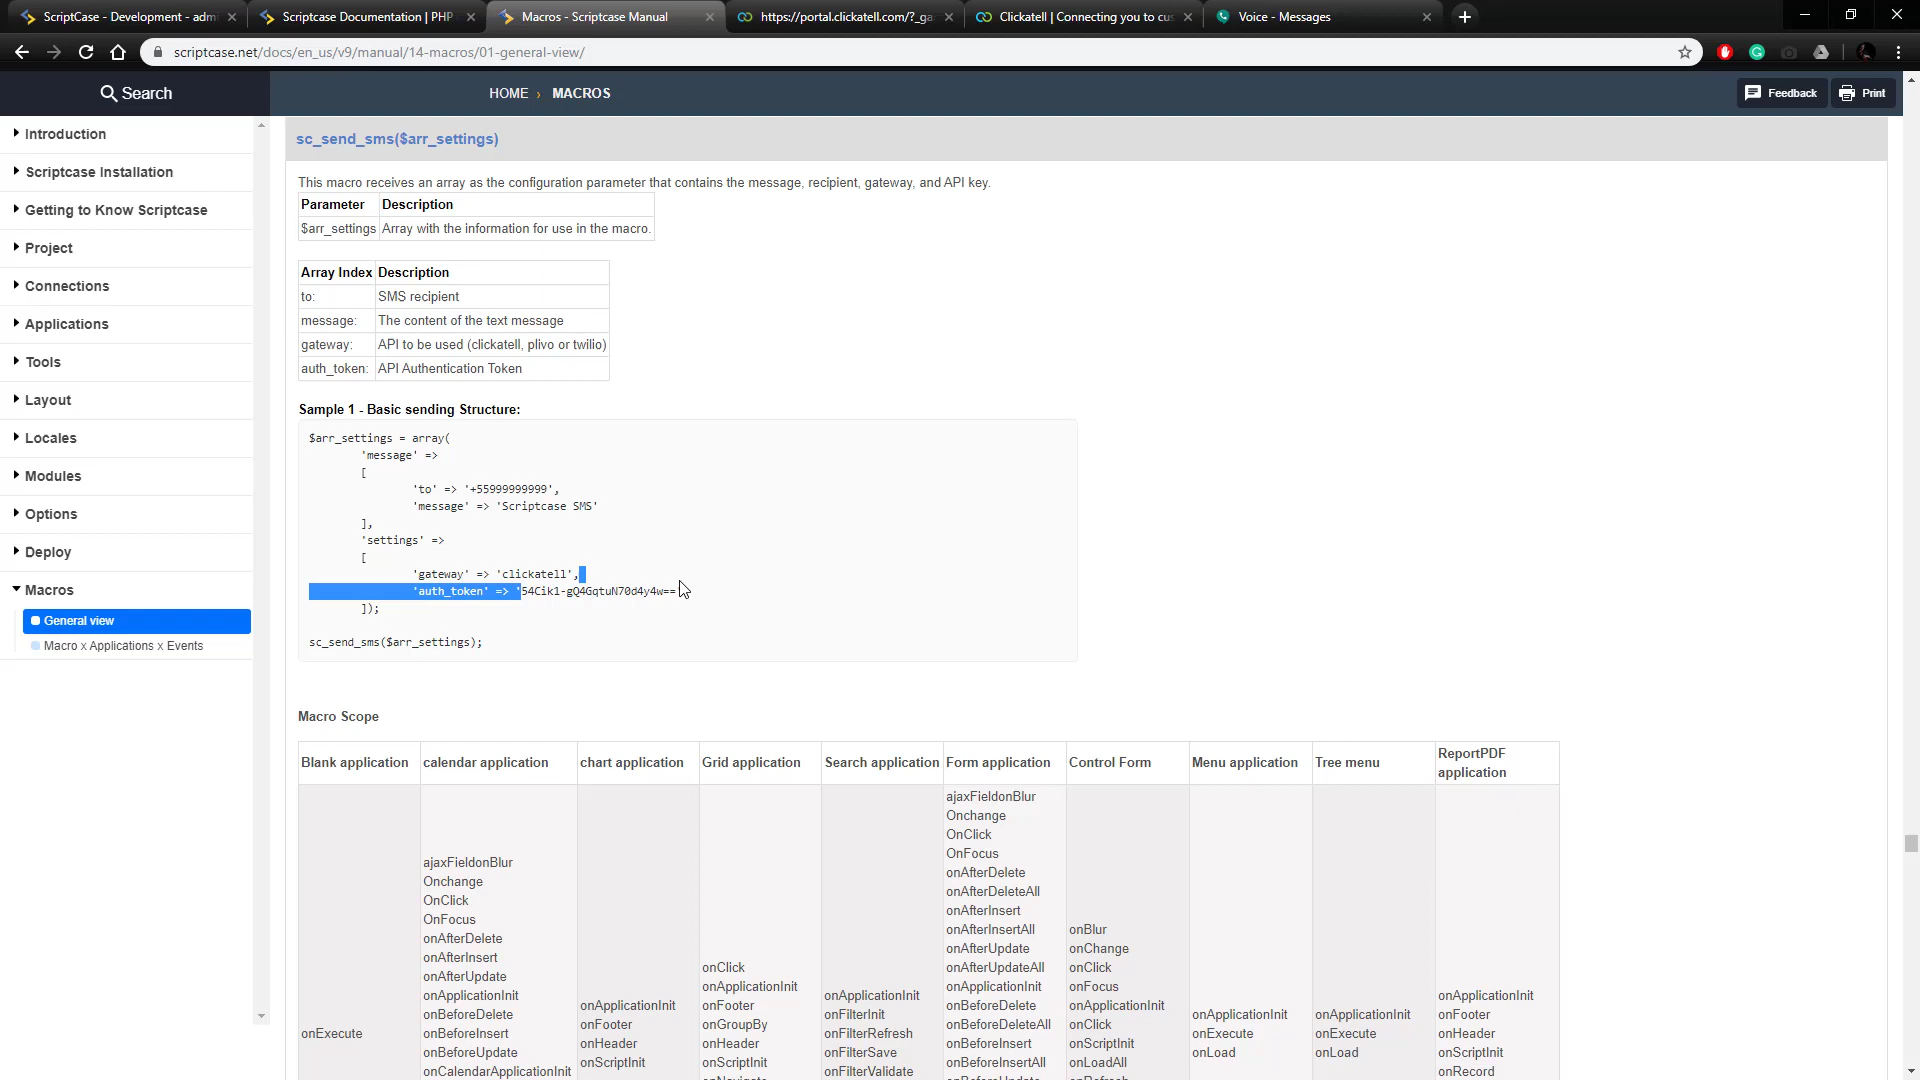 ScriptCase - Development - admi
Scriptcase Documentation | PHP
Macros - Scriptcase Manual
https://portal.clickatell.com/?_ga
Clickatell | Connecting you to cus
Voice - Messages
scriptcase.net/docs/en_us/v9/manual/14-macros/01-general-view/
Search
HOME › MACROS
Feedback
Print
Introduction
Scriptcase Installation
Getting to Know Scriptcase
Project
Connections
Applications
Tools
Layout
Locales
Modules
Options
Deploy
Macros
General view
Macro x Applications x Events
sc_send_sms($arr_settings)
This macro receives an array as the configuration parameter that contains the message, recipient, gateway, and API key.
Parameter Description
$arr_settings Array with the information for use in the macro.
Array Index Description
to: SMS recipient
message: The content of the text message
gateway: API to be used (clickatell, plivo or twilio)
auth_token: API Authentication Token
Sample 1 - Basic sending Structure:
$arr_settings = array(
'message' =>
[
'to' => '+55999999999',
'message' => 'Scriptcase SMS'
],
'settings' =>
[
'gateway' => 'clickatell',
'auth_token' => '54Cik1-gQ4GqtuN70d4y4w==
]);
sc_send_sms($arr_settings);
Macro Scope
Blank application
calendar application
chart application
Grid application
Search application
Form application
Control Form
Menu application
Tree menu
ReportPDF
application
onExecute
ajaxFieldonBlur
Onchange
OnClick
OnFocus
onAfterDelete
onAfterInsert
onAfterUpdate
onApplicationInit
onBeforeDelete
onBeforeInsert
onBeforeUpdate
onCalendarApplicationInit
onApplicationInit
onFooter
onHeader
onScriptInit
onClick
onApplicationInit
onFooter
onGroupBy
onHeader
onScriptInit
onNavigate
onApplicationInit
onFilterInit
onFilterRefresh
onFilterSave
onFilterValidate
ajaxFieldonBlur
Onchange
OnClick
OnFocus
onAfterDelete
onAfterDeleteAll
onAfterInsert
onAfterInsertAll
onAfterUpdate
onAfterUpdateAll
onApplicationInit
onBeforeDelete
onBeforeDeleteAll
onBeforeInsert
onBeforeInsertAll
onBeforeUpdate
onBlur
onChange
onClick
onFocus
onApplicationInit
onClick
onScriptInit
onLoadAll
onRefresh
onApplicationInit
onExecute
onLoad
onApplicationInit
onExecute
onLoad
onApplicationInit
onFooter
onHeader
onScriptInit
onRecord